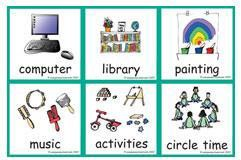 computer
library
painting
music
activities
circle time